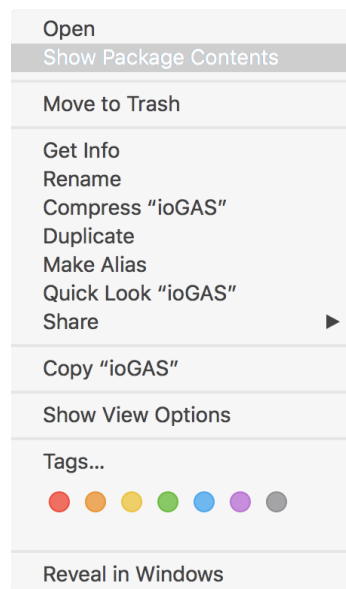 Open
Show Package Contents
Move to Trash
Get Info
Rename
Compress “ioGAS”
Duplicate
Make Alias
Quick Look “ioGAS”
Share
Copy “ioGAS”
Show View Options
Tags...
Reveal in Windows